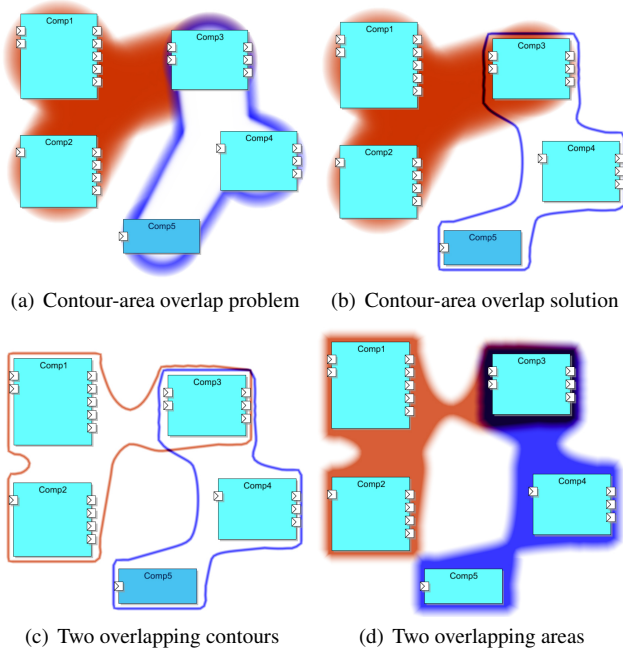 Comp1
Comp3
Comp2
Comp4
Comp5
(a) Contour-area overlap problem
Comp1
Comp3
Comp2
Comp4
Comp5
(b) Contour-area overlap solution
Comp1
Comp3
Comp2
Comp4
Comp5
(c) Two overlapping contours
Comp1
Comp3
Comp2
Comp4
Comp5
(d) Two overlapping areas